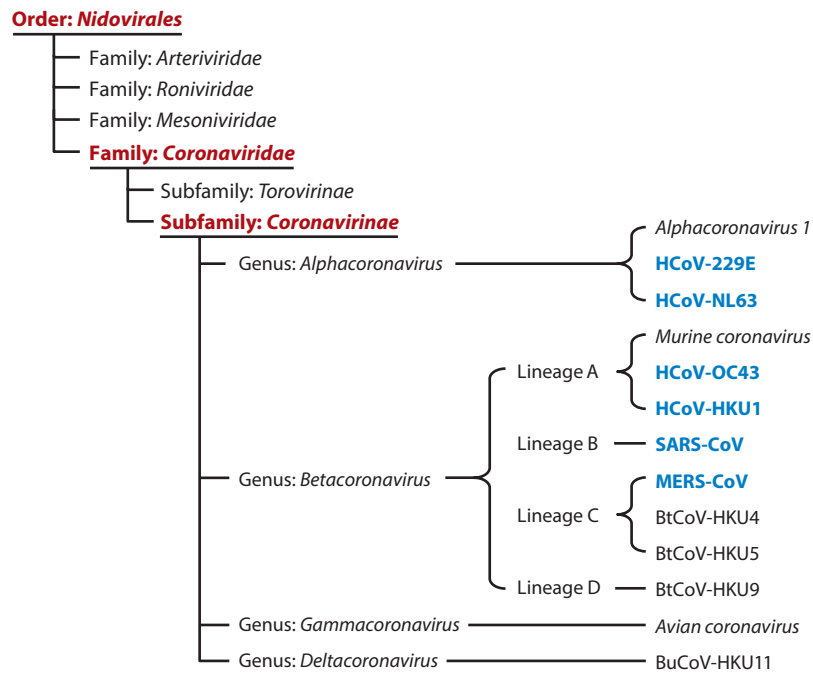 Order: Nidovirales
Family: Arteriviridae
Family: Roniviridae
Family: Mesoniviridae
Family: Coronaviridae
Subfamily: Torovirinae
Subfamily: Coronavirinae
Genus: Alphacoronavirus
Alphacoronavirus 1
HCoV-229E
HCoV-NL63
Genus: Betacoronavirus
Lineage A
Murine coronavirus
HCoV-OC43
HCoV-HKU1
Lineage B
SARS-CoV
Lineage C
MERS-CoV
BtCoV-HKU4
BtCoV-HKU5
Lineage D
BtCoV-HKU9
Genus: Gammacoronavirus
Avian coronavirus
Genus: Deltacoronavirus
BuCoV-HKU11